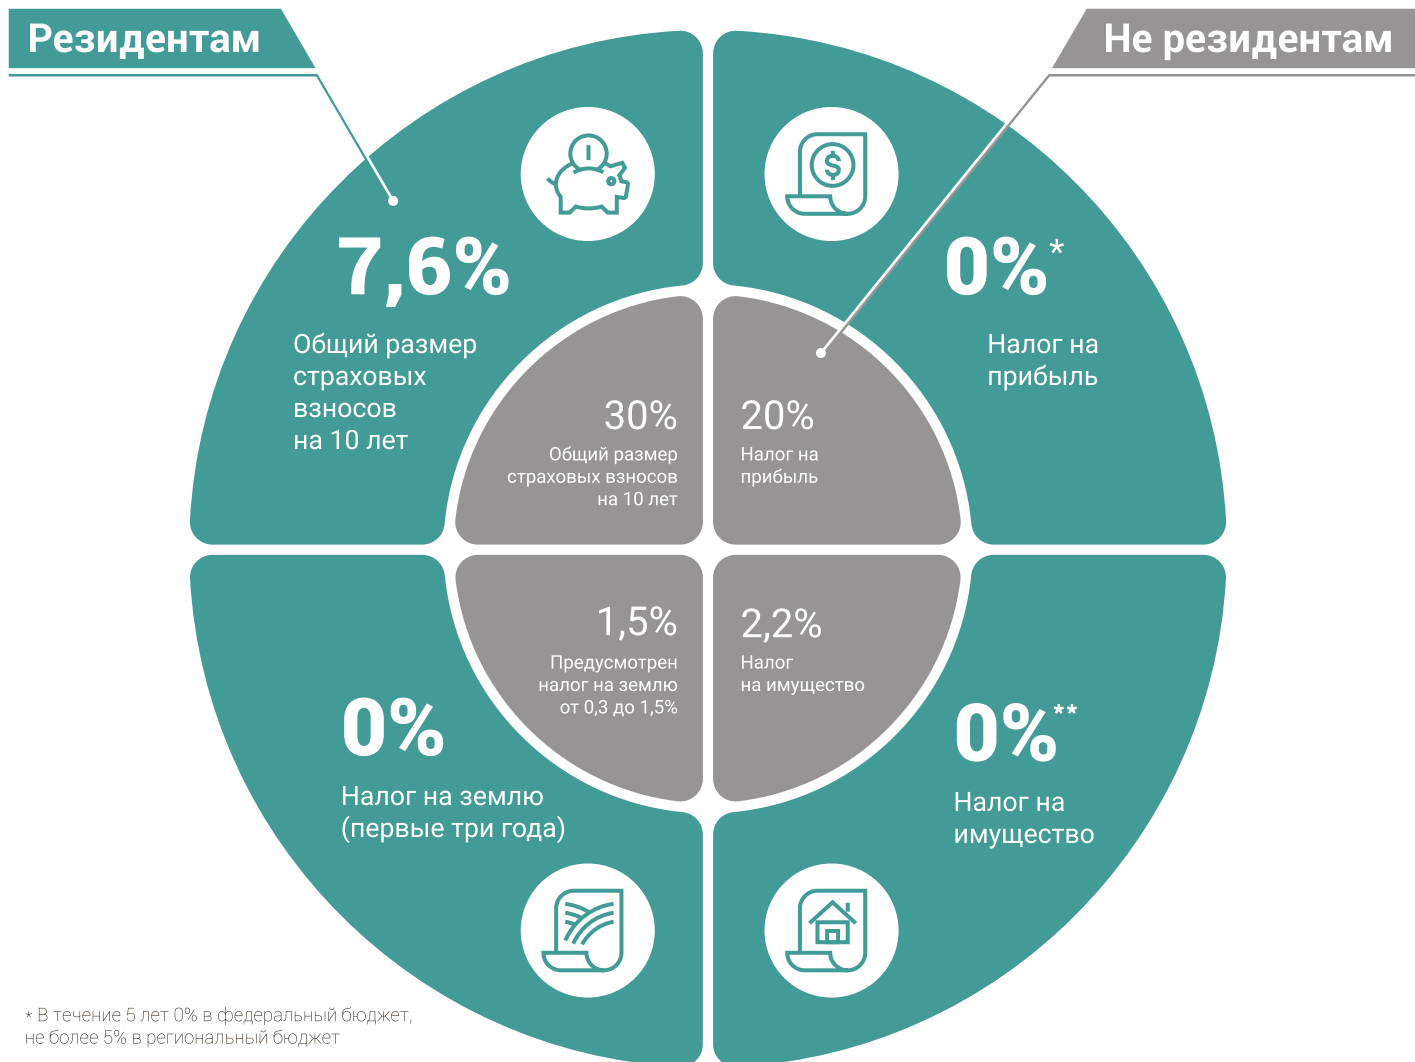 Резидентам
Не резидентам
7,6%
Общий размер
страховых
взносов
на 10 лет
0%*
Налог на
прибыль
30%
Общий размер
страховых взносов
на 10 лет
20%
Налог на
прибыль
1,5%
Предусмотрен
налог на землю
от 0,3 до 1,5%
2,2%
Налог
на имущество
0%
Налог на землю
(первые три года)
0%**
Налог на
имущество
* В течение 5 лет 0% в федеральный бюджет,
не более 5% в региональный бюджет